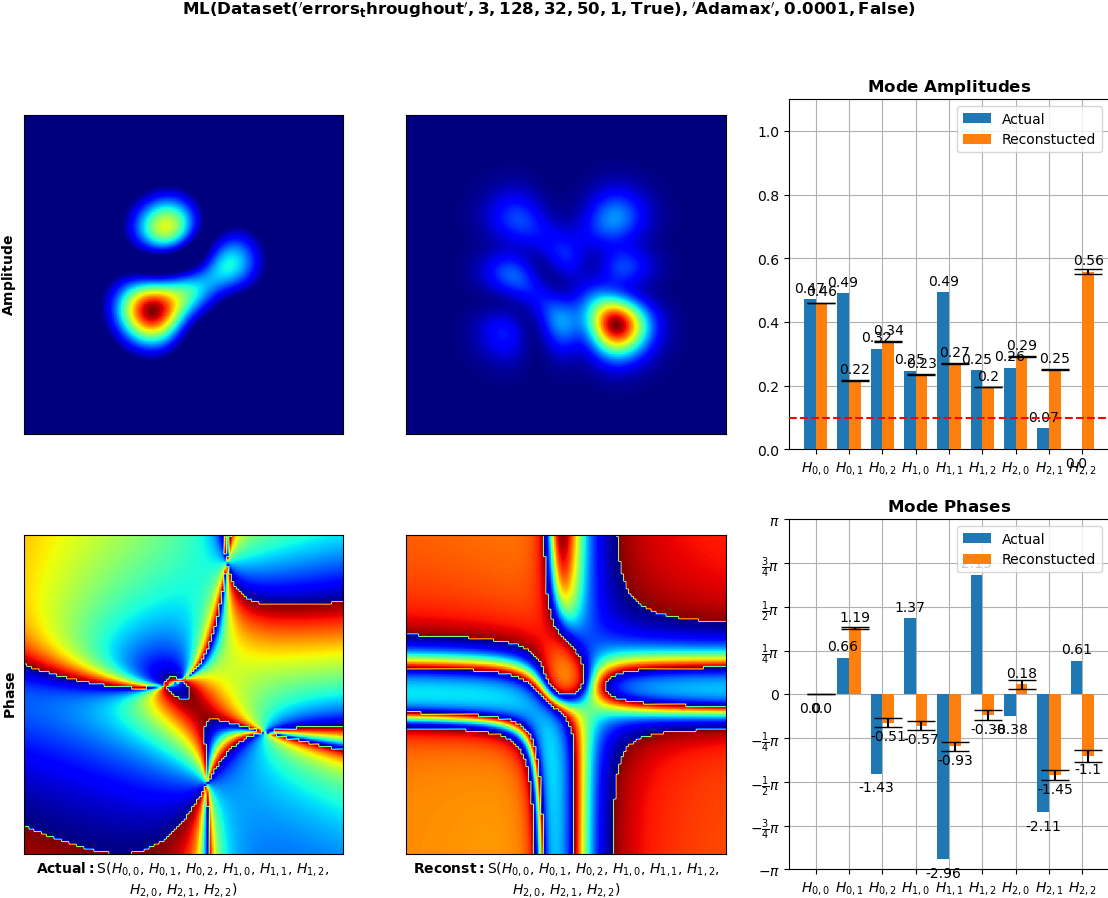 ML(Dataset('errors_throughout', 3, 128, 32, 50, 1, True), 'Adamax', 0.0001, False)
Amplitude
Mode Amplitudes
Actual
Reconstucted
1.0
0.8
0.6
0.4
0.2
0.0
0.47
0.46
0.49
0.22
0.32
0.34
0.25
0.23
0.49
0.27
0.25
0.2
0.26
0.29
0.07
0.25
0.0
0.56
H0,0 H0,1 H0,2 H1,0 H1,1 H1,2 H2,0 H2,1 H2,2
Phase
Mode Phases
Actual
Reconstucted
π
3/4π
1/2π
1/4π
0
−1/4π
−1/2π
−3/4π
−π
0.0
0.0
0.66
1.19
-1.43
-0.51
1.37
-0.57
-2.96
-0.93
-0.38
-0.38
0.18
-2.11
-1.45
0.61
-1.1
H0,0 H0,1 H0,2 H1,0 H1,1 H1,2 H2,0 H2,1 H2,2
Actual:S(H0,0, H0,1, H0,2, H1,0, H1,1, H1,2,
H2,0, H2,1, H2,2)
Reconst:S(H0,0, H0,1, H0,2, H1,0, H1,1, H1,2,
H2,0, H2,1, H2,2)